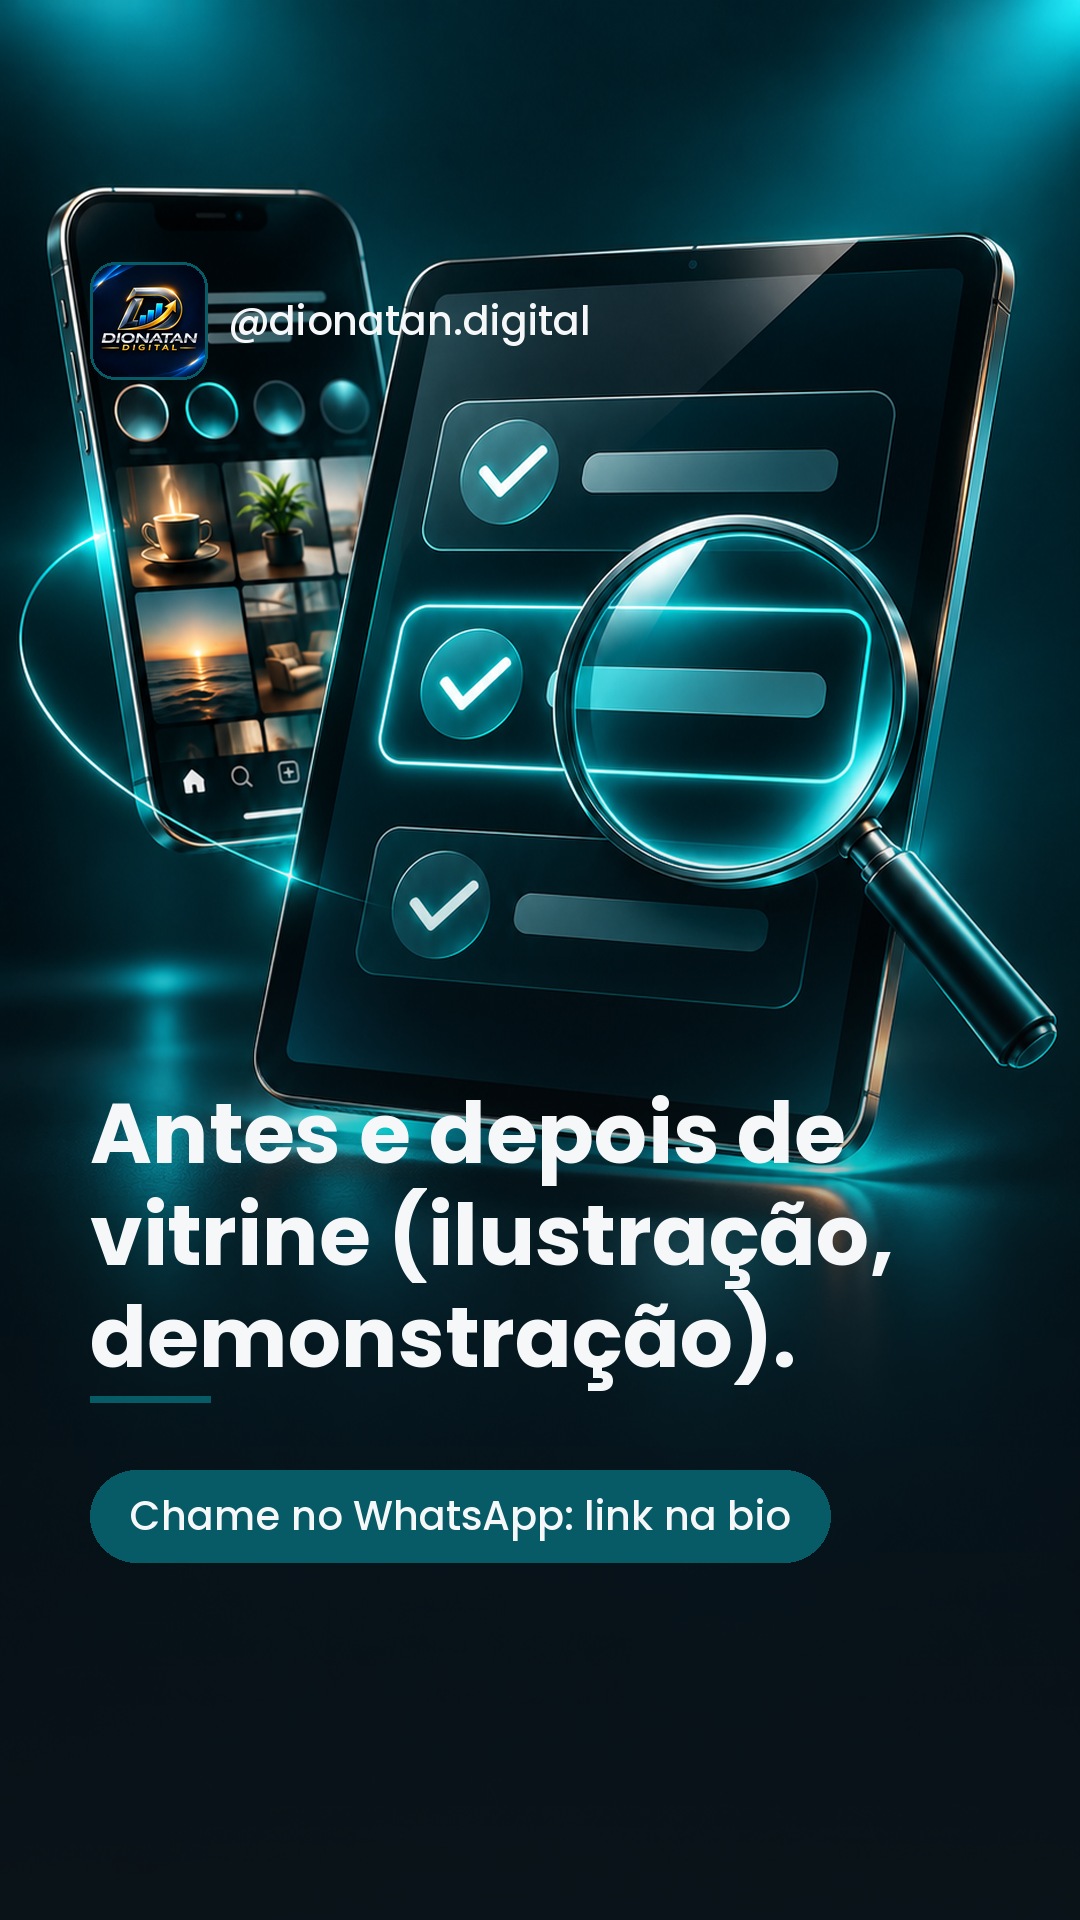 DIONATAN
DIGITAL
@dionatan.digital
Antes e depois de
vitrine (ilustração,
demonstração).
Chame no WhatsApp: link na bio